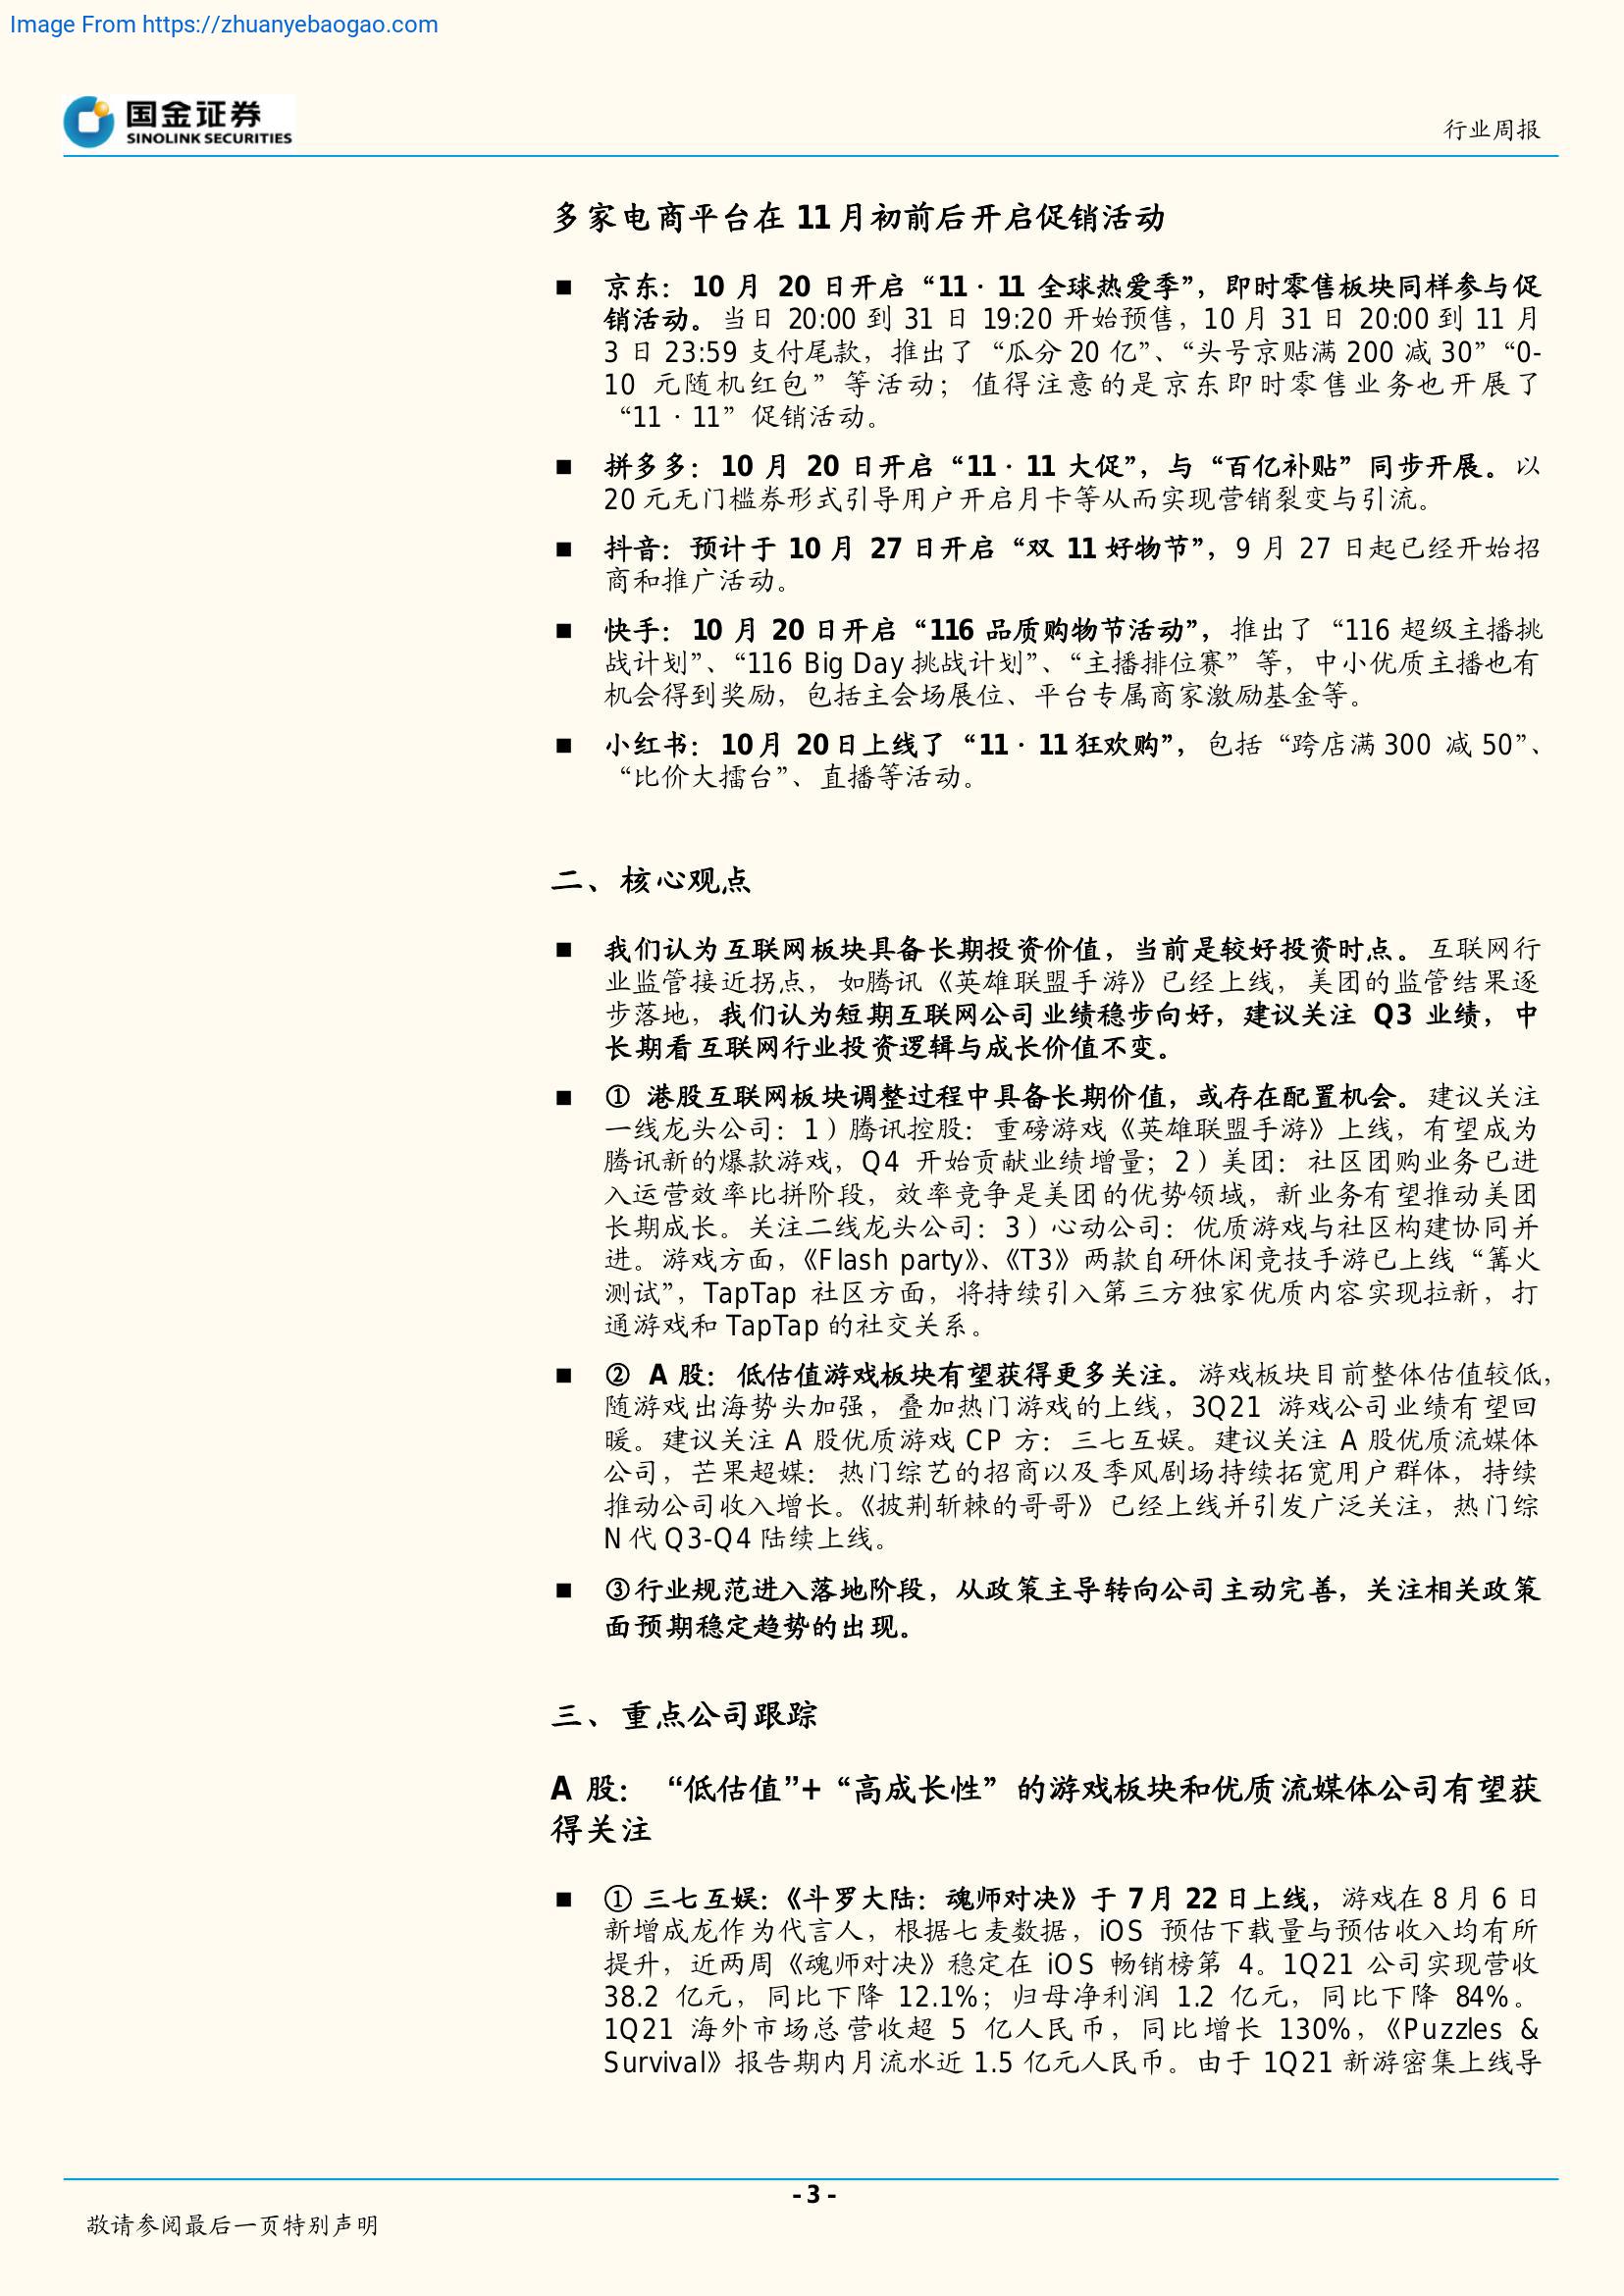 Image From https://zhuanyebaogao.com
国金证券
SINOLINK SECURITIES
行业周报
多家电商平台在 11 月初前后开启促销活动
■ 京东：10 月 20 日开启“11·11 全球热爱季”，即时零售板块同样参与促
销活动。当日 20:00 到 31 日 19:20 开始预售，10 月 31 日 20:00 到 11 月
3 日 23:59 支付尾款，推出了“瓜分 20 亿”、“头号京贴满 200 减 30”“0-
10 元随机红包”等活动；值得注意的是京东即时零售业务也开展了
“11·11”促销活动。
■ 拼多多：10 月 20 日开启“11·11 大促”，与“百亿补贴”同步开展。以
20 元无门槛券形式引导用户开启月卡等从而实现营销裂变与引流。
■ 抖音：预计于 10 月 27 日开启“双 11 好物节”，9 月 27 日起已经开始招
商和推广活动。
■ 快手：10 月 20 日开启“116 品质购物节活动”，推出了“116 超级主播挑
战计划”、“116 Big Day 挑战计划”、“主播排位赛”等，中小优质主播也有
机会得到奖励，包括主会场展位、平台专属商家激励基金等。
■ 小红书：10 月 20 日上线了“11·11 狂欢购”，包括“跨店满 300 减 50”、
“比价大擂台”、直播等活动。
二、核心观点
■ 我们认为互联网板块具备长期投资价值，当前是较好投资时点。互联网行
业监管接近拐点，如腾讯《英雄联盟手游》已经上线，美团的监管结果逐
步落地，我们认为短期互联网公司业绩稳步向好，建议关注 Q3 业绩，中
长期看互联网行业投资逻辑与成长价值不变。
■ ① 港股互联网板块调整过程中具备长期价值，或存在配置机会。建议关注
一线龙头公司：1）腾讯控股：重磅游戏《英雄联盟手游》上线，有望成为
腾讯新的爆款游戏，Q4 开始贡献业绩增量；2）美团：社区团购业务已进
入运营效率比拼阶段，效率竞争是美团的优势领域，新业务有望推动美团
长期成长。关注二线龙头公司：3）心动公司：优质游戏与社区构建协同并
进。游戏方面，《Flash party》、《T3》两款自研休闲竞技手游已上线“篝火
测试”，TapTap 社区方面，将持续引入第三方独家优质内容实现拉新，打
通游戏和 TapTap 的社交关系。
■ ② A 股：低估值游戏板块有望获得更多关注。游戏板块目前整体估值较低，
随游戏出海势头加强，叠加热门游戏的上线，3Q21 游戏公司业绩有望回
暖。建议关注 A 股优质游戏 CP 方：三七互娱。建议关注 A 股优质流媒体
公司，芒果超媒：热门综艺的招商以及季风剧场持续拓宽用户群体，持续
推动公司收入增长。《披荆斩棘的哥哥》已经上线并引发广泛关注，热门综
N 代 Q3-Q4 陆续上线。
■ ③行业规范进入落地阶段，从政策主导转向公司主动完善，关注相关政策
面预期稳定趋势的出现。
三、重点公司跟踪
A 股：“低估值”+“高成长性”的游戏板块和优质流媒体公司有望获
得关注
■ ① 三七互娱：《斗罗大陆：魂师对决》于 7 月 22 日上线，游戏在 8 月 6 日
新增成龙作为代言人，根据七麦数据，iOS 预估下载量与预估收入均有所
提升，近两周《魂师对决》稳定在 iOS 畅销榜第 4。1Q21 公司实现营收
38.2 亿元，同比下降 12.1%；归母净利润 1.2 亿元，同比下降 84%。
1Q21 海外市场总营收超 5 亿人民币，同比增长 130%，《Puzzles &
Survival》报告期内月流水近 1.5 亿元人民币。由于 1Q21 新游密集上线导
- 3 -
敬请参阅最后一页特别声明